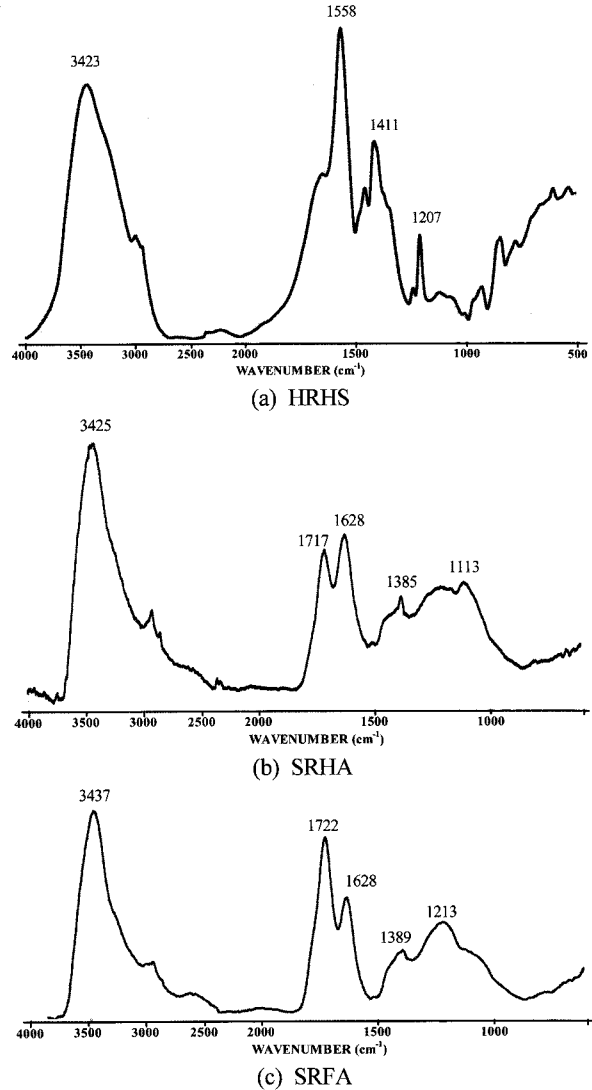 1558
3423
1411
1207
4000 3500 3000 2500 2000 1500 1000 500
WAVENUMBER (cm-1)
(a) HRHS
3425
1717 1628
1385 1113
4000 3500 3000 2500 2000 1500 1000
WAVENUMBER (cm-1)
(b) SRHA
3437
1722
1628
1389 1213
4000 3500 3000 2500 2000 1500 1000
WAVENUMBER (cm-1)
(c) SRFA